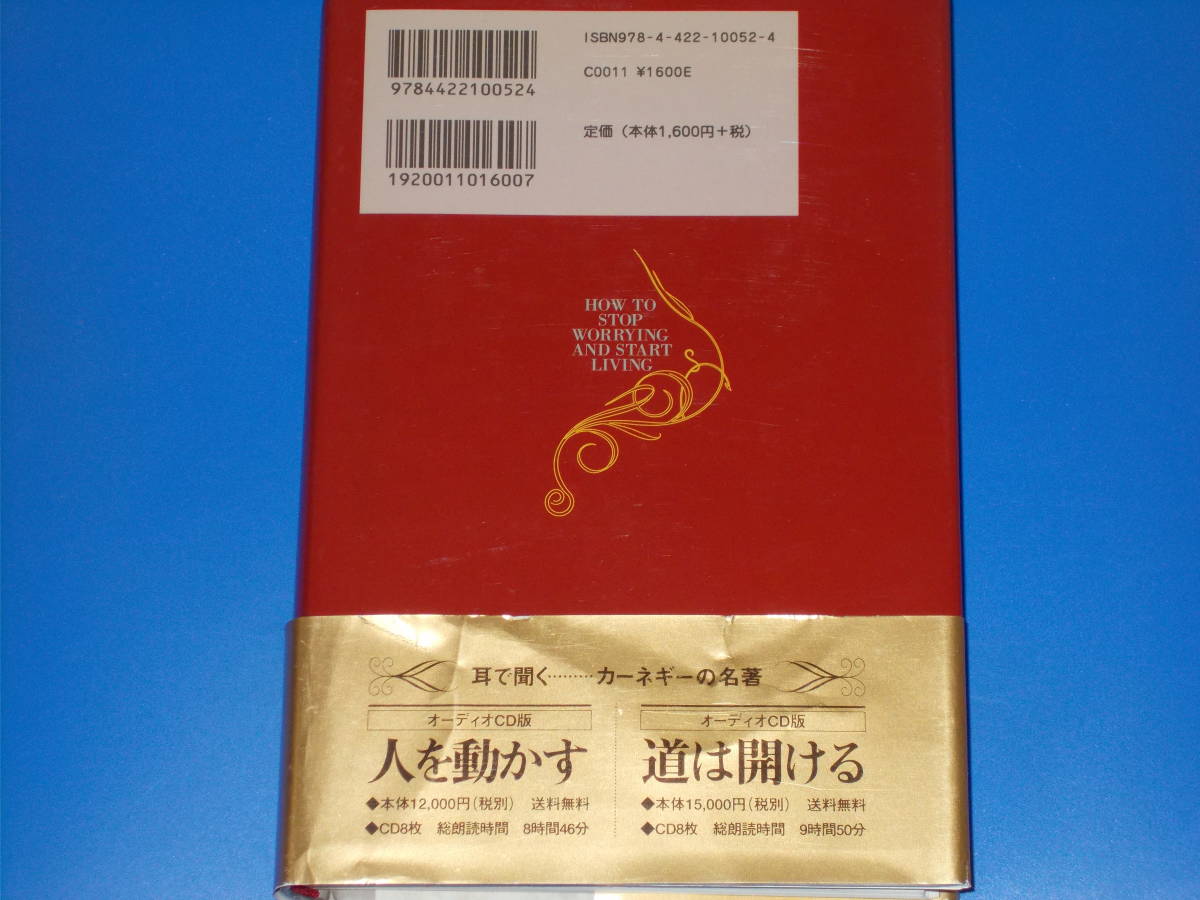 ISBN978-4-422-10052-4
9784422100524
C0011 ¥1600E
定価（本体1,600円+税）
1920011016007
HOW TO
STOP
WORRYING
AND START
LIVING
耳で聞く………カーネギーの名著
オーディオCD版
人を動かす
◆本体12,000円(税別) 送料無料
◆CD8枚 総朗読時間 8時間46分
オーディオCD版
道は開ける
◆本体15,000円(税別) 送料無料
◆CD8枚 総朗読時間 9時間50分